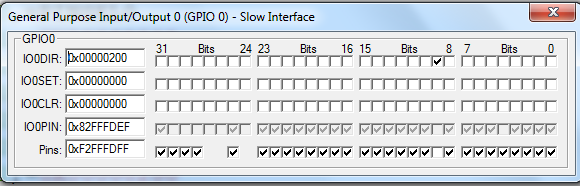 General Purpose Input/Output 0 (GPIO 0) - Slow Interface
GPIO0
31 Bits 24 23 Bits 16 15 Bits 8 7 Bits 0
IO0DIR: 0x00000200
IO0SET: 0x00000000
IO0CLR: 0x00000000
IO0PIN: 0x82FFFDEF
Pins: 0xF2FFFDFF